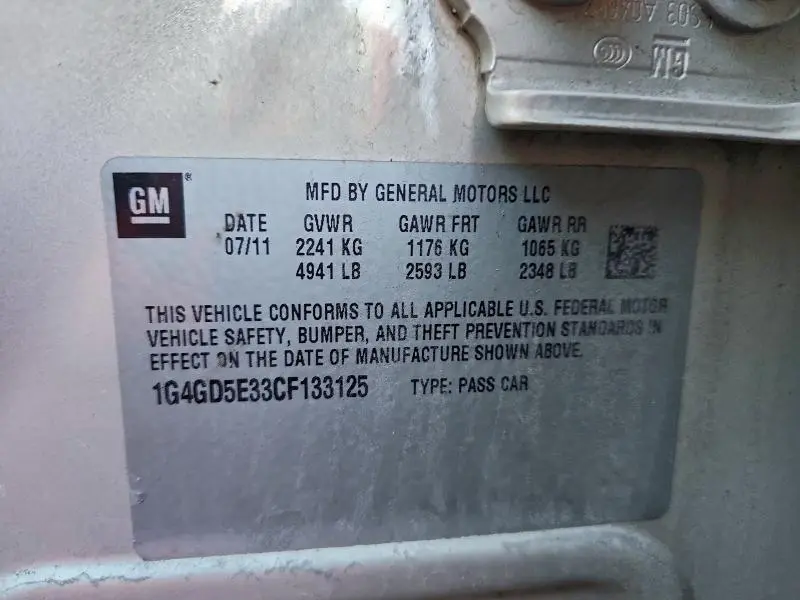 GM®
MFD BY GENERAL MOTORS LLC
DATE GVWR GAWR FRT GAWR RR
07/11 2241 KG 1176 KG 1065 KG
4941 LB 2593 LB 2348 LB
THIS VEHICLE CONFORMS TO ALL APPLICABLE U.S. FEDERAL MOTOR
VEHICLE SAFETY, BUMPER, AND THEFT PREVENTION STANDARDS IN
EFFECT ON THE DATE OF MANUFACTURE SHOWN ABOVE.
1G4GD5E33CF133125 TYPE: PASS CAR
GM